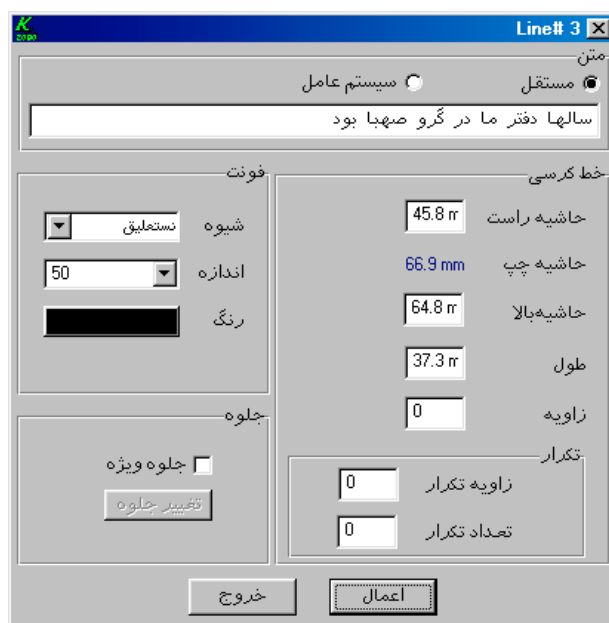 K
2000
Line# 3
متن
مستقل
سیستم عامل
سالها دفتر ما در گرو صهبا بود
خط کرسی
حاشیه راست
45.8 m
حاشیه چپ
66.9 mm
حاشیه‌بالا
64.8 m
طول
37.3 m
زاویه
0
تکرار
زاویه تکرار
0
تعداد تکرار
0
فونت
شیوه
نستعلیق
اندازه
50
رنگ
جلوه
جلوه ویژه
تغییر جلوه
اعمال
خروج